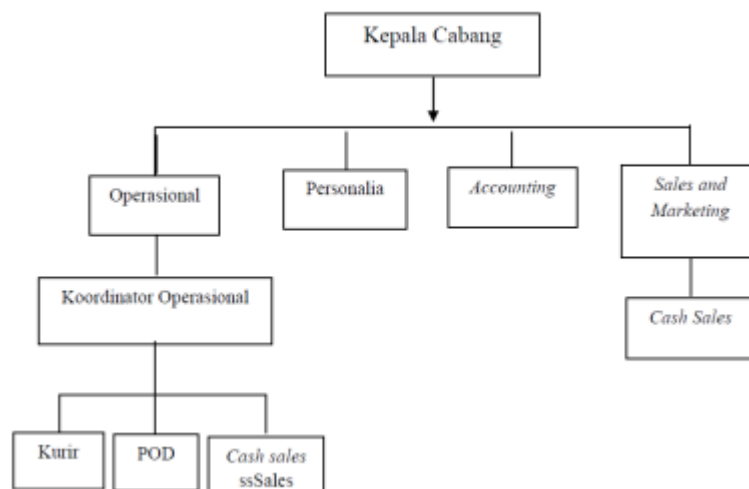 Kepala Cabang
Operasional
Personalia
Accounting
Sales and
Marketing
Koordinator Operasional
Cash Sales
Kurir
POD
Cash sales
ssSales